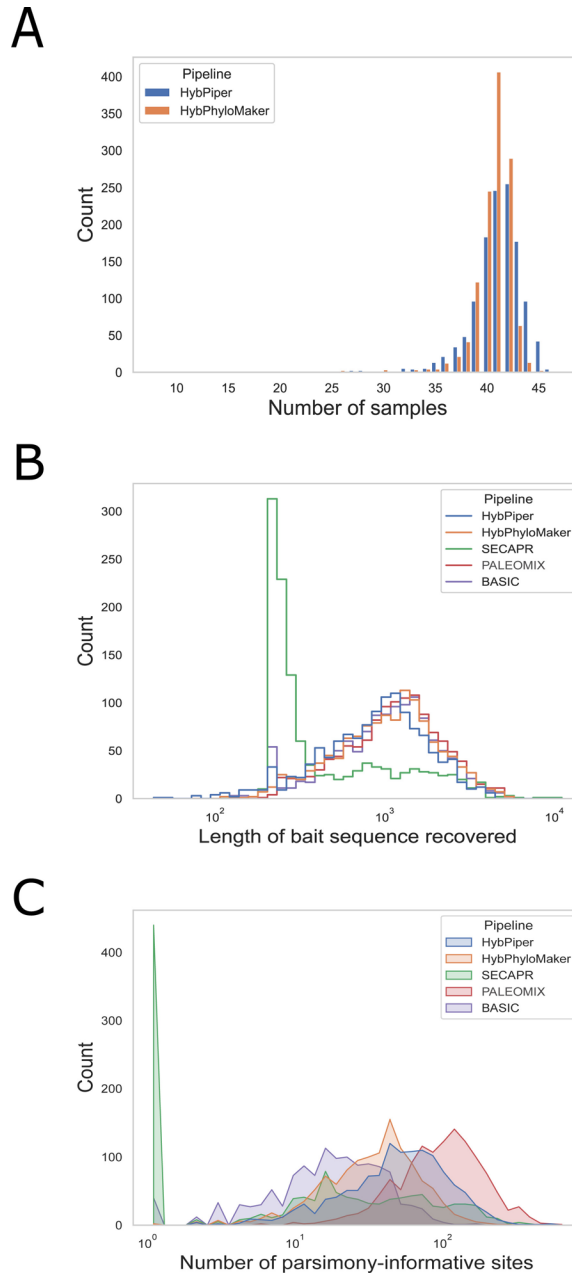 A
Pipeline
HybPiper
HybPhyloMaker
400
350
300
250
200
150
100
50
0
Count
10 15 20 25 30 35 40 45
Number of samples
B
Pipeline
HybPiper
HybPhyloMaker
SECAPR
PALEOMIX
BASIC
300
250
200
150
100
50
0
Count
10² 10³ 10⁴
Length of bait sequence recovered
C
Pipeline
HybPiper
HybPhyloMaker
SECAPR
PALEOMIX
BASIC
400
300
200
100
0
Count
10⁰ 10¹ 10²
Number of parsimony-informative sites